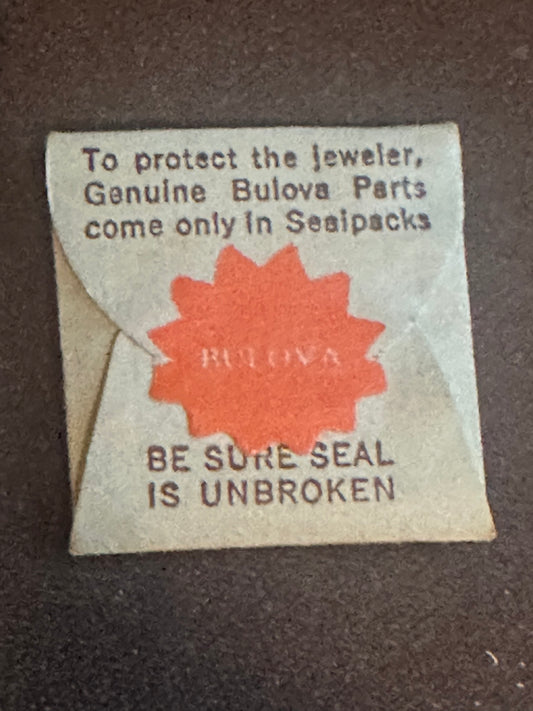 To protect the jeweler,
Genuine Bulova Parts
come only in Sealpacks
BULOVA
BE SURE SEAL
IS UNBROKEN